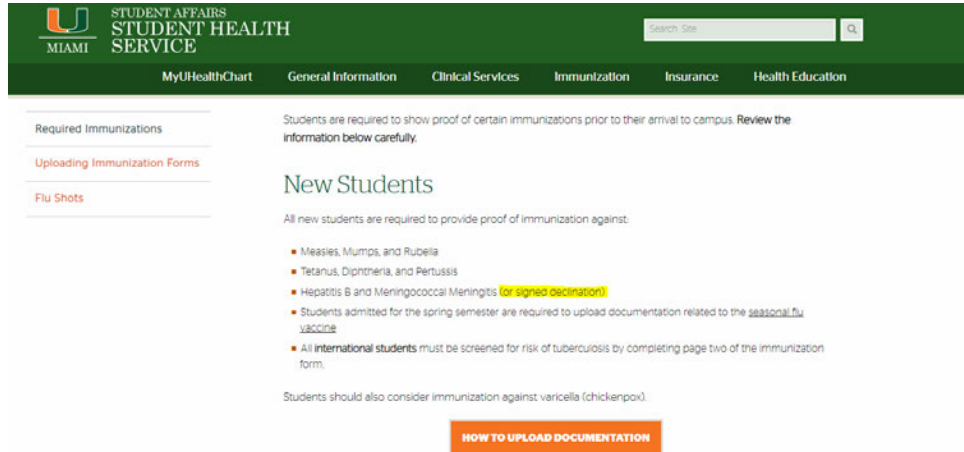 STUDENT AFFAIRS
STUDENT HEALTH
SERVICE
MIAMI
Search Site
MyUHealthChart General Information Clinical Services Immunization Insurance Health Education
Required Immunizations
Uploading Immunization Forms
Flu Shots
Students are required to show proof of certain immunizations prior to their arrival to campus. Review the
information below carefully.
New Students
All new students are required to provide proof of immunization against:
Measles, Mumps, and Rubella
Tetanus, Diphtheria, and Pertussis
Hepatitis B and Meningococcal Meningitis (or signed declination)
Students admitted for the spring semester are required to upload documentation related to the seasonal flu
vaccine
All international students must be screened for risk of tuberculosis by completing page two of the immunization
form.
Students should also consider immunization against varicella (chickenpox).
HOW TO UPLOAD DOCUMENTATION